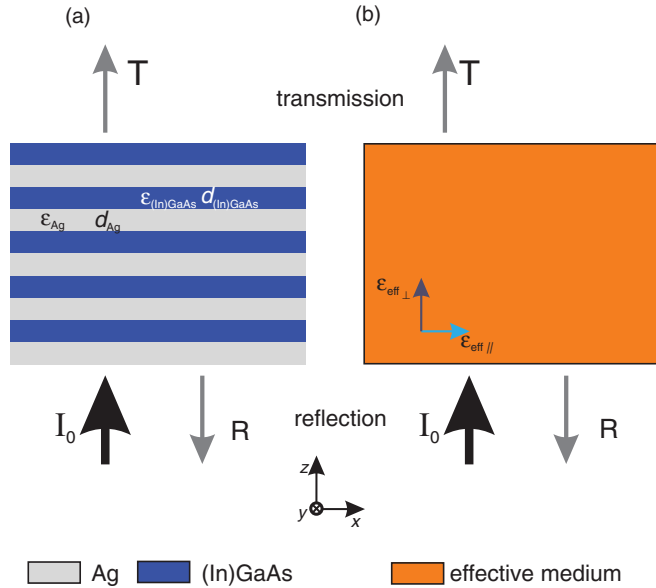 (a)
(b)
T
T
transmission
ε(In)GaAs d(In)GaAs
εAg dAg
εeff ⊥
εeff //
I0
R
reflection
I0
R
z
y
x
Ag
(In)GaAs
effective medium